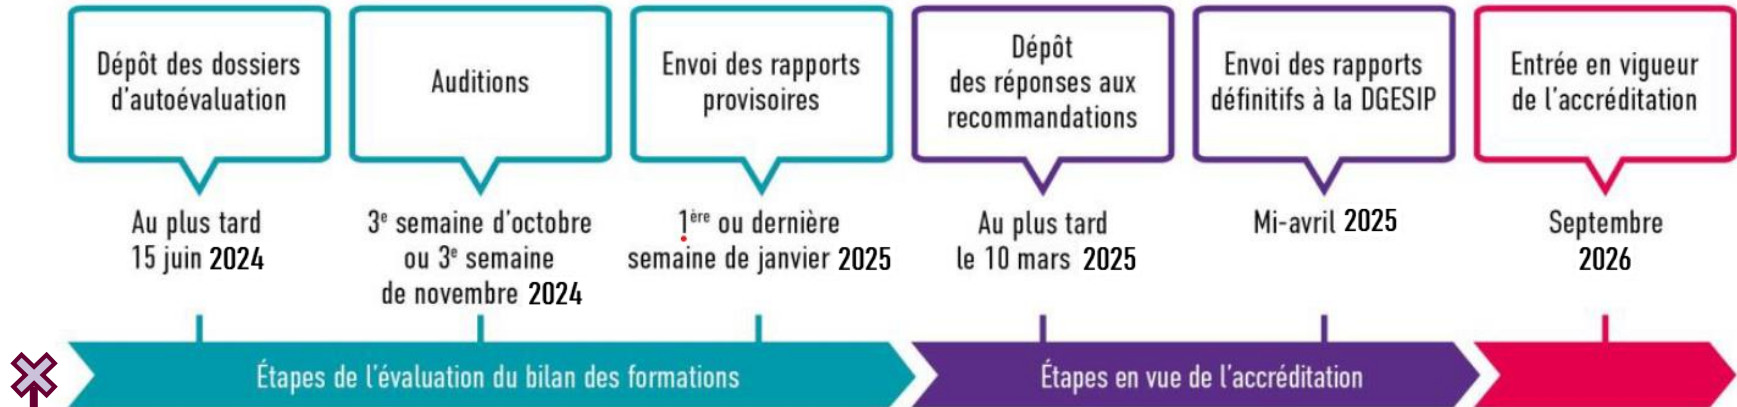 Dépôt des dossiers
d'autoévaluation
Auditions
Envoi des rapports
provisoires
Dépôt
des réponses aux
recommandations
Envoi des rapports
définitifs à la DGESIP
Entrée en vigueur
de l'accréditation
Au plus tard
15 juin 2024
3e semaine d'octobre
ou 3e semaine
de novembre 2024
1ère ou dernière
semaine de janvier 2025
Au plus tard
le 10 mars 2025
Mi-avril 2025
Septembre
2026
Étapes de l'évaluation du bilan des formations
Étapes en vue de l'accréditation